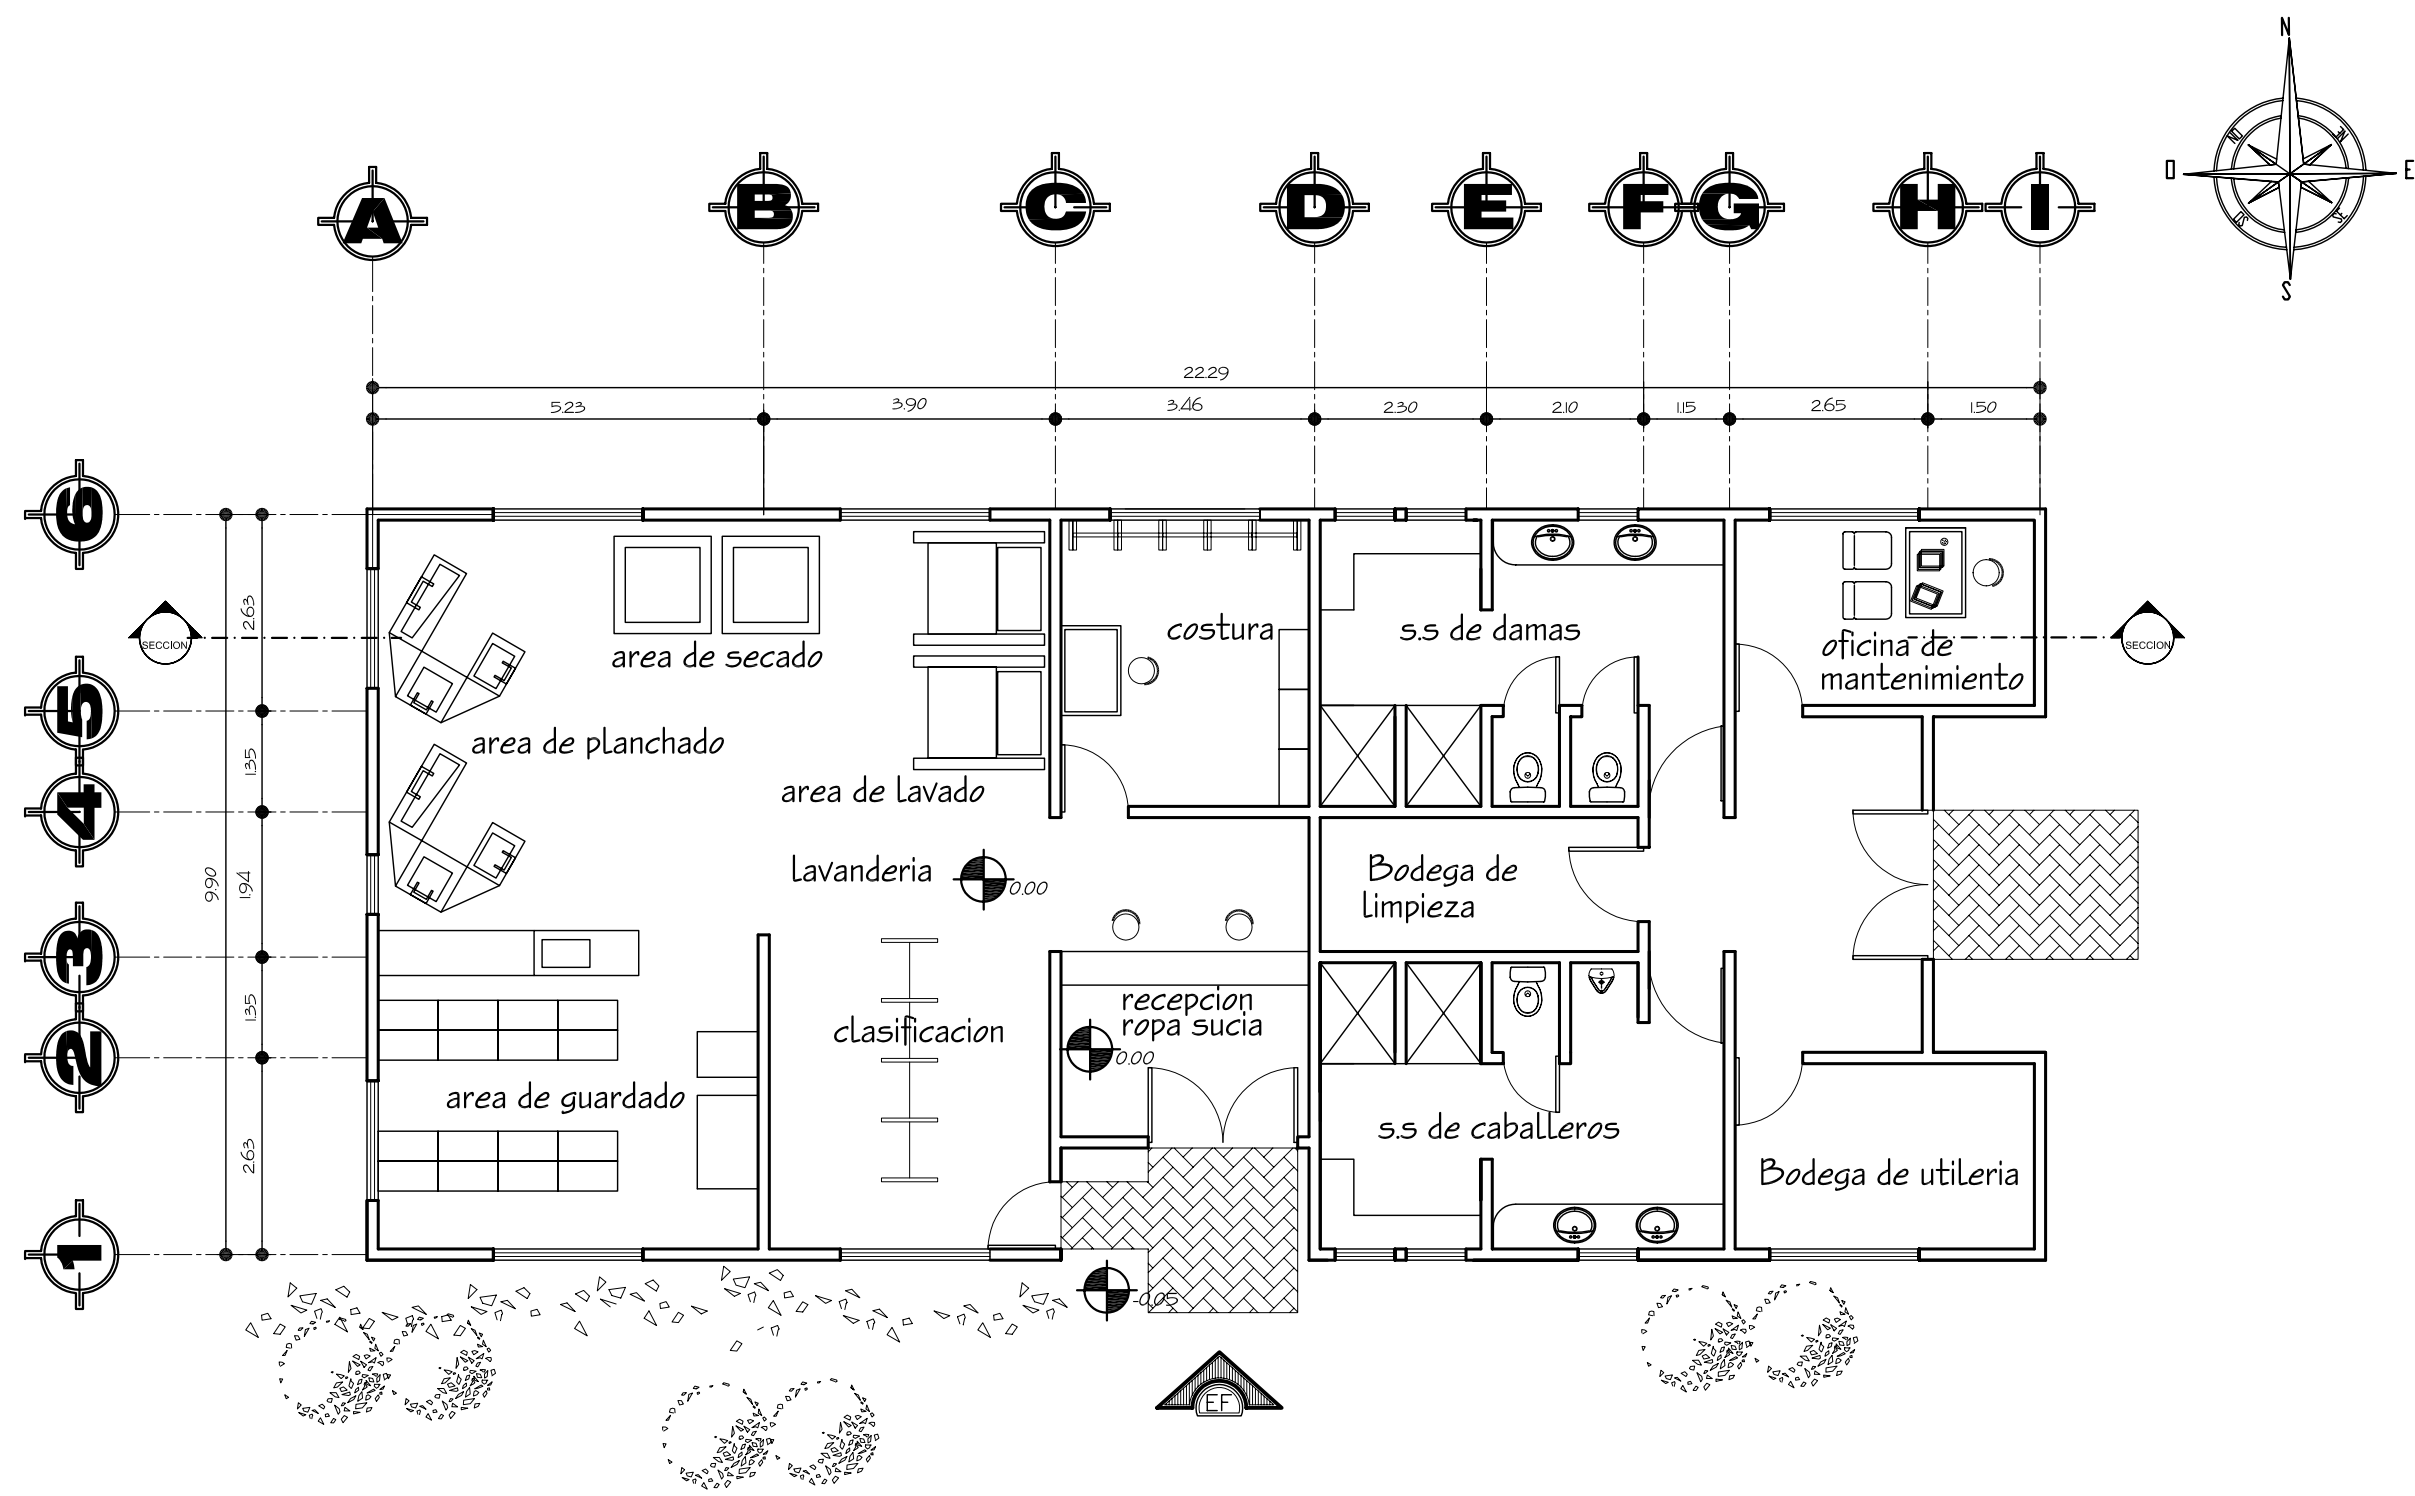 N
NO
NE
O
E
SO
SE
S
A
B
C
D
E
F
G
H
I
22.29
5.23
3.90
3.46
2.30
2.10
1.15
2.65
1.50
6
5
4
3
2
1
2.63
1.35
1.94
1.35
2.63
9.90
SECCION
SECCION
area de secado
costura
s.s de damas
oficina de
mantenimiento
area de planchado
area de lavado
lavanderia
0.00
Bodega de
limpieza
recepcion
ropa sucia
clasificacion
0.00
area de guardado
s.s de caballeros
Bodega de utileria
-0.05
EF